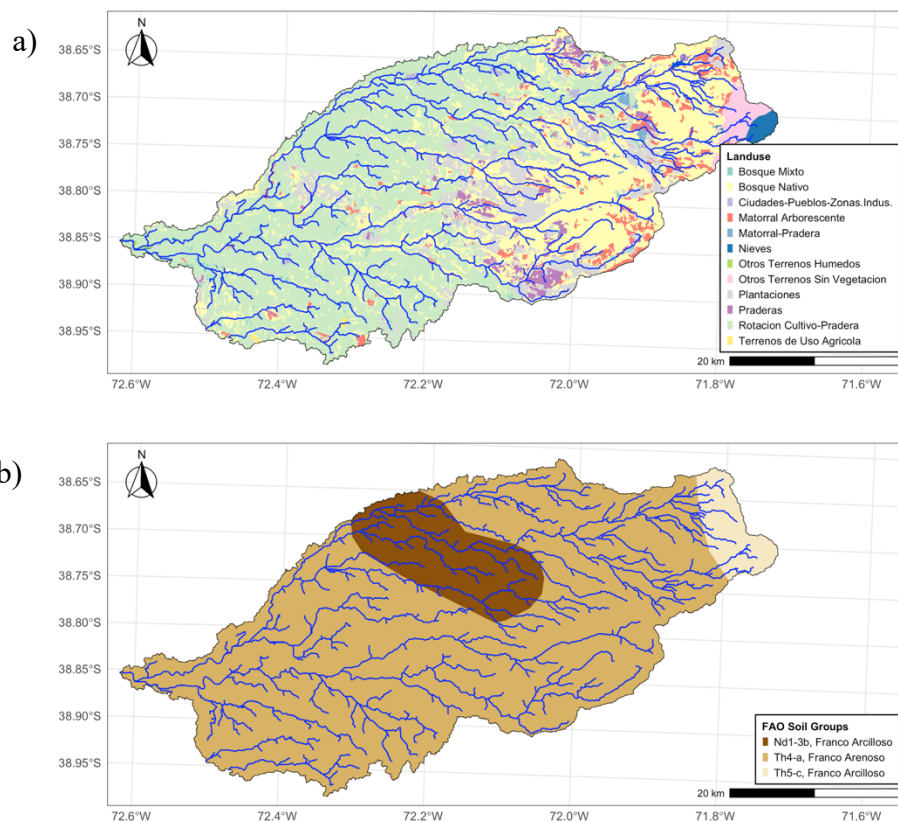 a)
N
38.65°S
38.70°S
38.75°S
38.80°S
38.85°S
38.90°S
38.95°S
Landuse
Bosque Mixto
Bosque Nativo
Ciudades-Pueblos-Zonas.Indus.
Matorral Arborescente
Matorral-Pradera
Nieves
Otros Terrenos Humedos
Otros Terrenos Sin Vegetacion
Plantaciones
Praderas
Rotacion Cultivo-Pradera
Terrenos de Uso Agricola
20 km
72.6°W 72.4°W 72.2°W 72.0°W 71.8°W 71.6°W
b)
N
38.65°S
38.70°S
38.75°S
38.80°S
38.85°S
38.90°S
38.95°S
FAO Soil Groups
Nd1-3b, Franco Arcilloso
Th4-a, Franco Arenoso
Th5-c, Franco Arcilloso
20 km
72.6°W 72.4°W 72.2°W 72.0°W 71.8°W 71.6°W